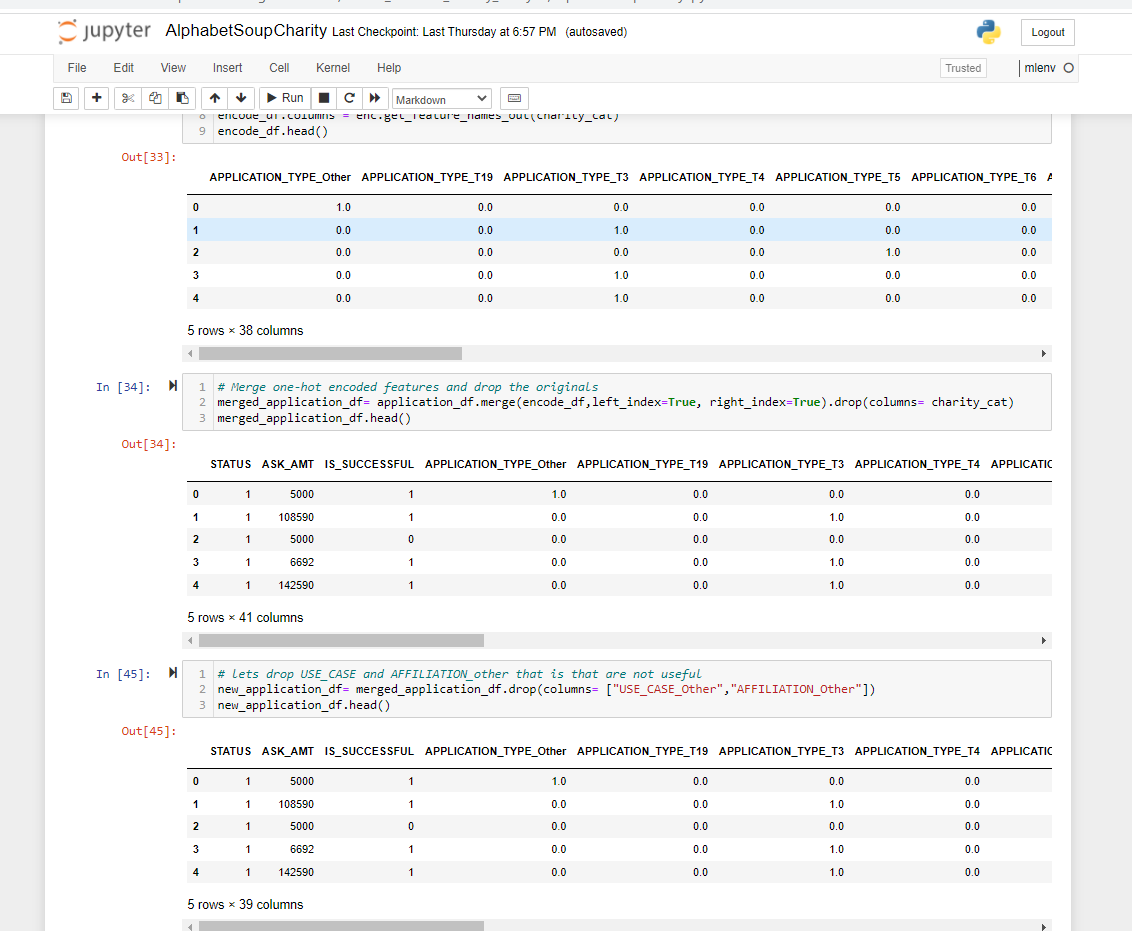 jupyter AlphabetSoupCharity Last Checkpoint: Last Thursday at 6:57 PM (autosaved)
Logout
File Edit View Insert Cell Kernel Help
Trusted mlenv
Run Markdown
8 encode_df.columns = enc.get_feature_names_out(charity_cat)
9 encode_df.head()
Out[33]:
APPLICATION_TYPE_Other APPLICATION_TYPE_T19 APPLICATION_TYPE_T3 APPLICATION_TYPE_T4 APPLICATION_TYPE_T5 APPLICATION_TYPE_T6 A
0 1.0 0.0 0.0 0.0 0.0 0.0
1 0.0 0.0 1.0 0.0 0.0 0.0
2 0.0 0.0 0.0 0.0 1.0 0.0
3 0.0 0.0 1.0 0.0 0.0 0.0
4 0.0 0.0 1.0 0.0 0.0 0.0
5 rows × 38 columns
In [34]:
1 # Merge one-hot encoded features and drop the originals
2 merged_application_df= application_df.merge(encode_df,left_index=True, right_index=True).drop(columns= charity_cat)
3 merged_application_df.head()
Out[34]:
STATUS ASK_AMT IS_SUCCESSFUL APPLICATION_TYPE_Other APPLICATION_TYPE_T19 APPLICATION_TYPE_T3 APPLICATION_TYPE_T4 APPLICATIO
0 1 5000 1 1.0 0.0 0.0 0.0
1 1 108590 1 0.0 0.0 1.0 0.0
2 1 5000 0 0.0 0.0 0.0 0.0
3 1 6692 1 0.0 0.0 1.0 0.0
4 1 142590 1 0.0 0.0 1.0 0.0
5 rows × 41 columns
In [45]:
1 # lets drop USE_CASE and AFFILIATION_other that is that are not useful
2 new_application_df= merged_application_df.drop(columns= ["USE_CASE_Other","AFFILIATION_Other"])
3 new_application_df.head()
Out[45]:
STATUS ASK_AMT IS_SUCCESSFUL APPLICATION_TYPE_Other APPLICATION_TYPE_T19 APPLICATION_TYPE_T3 APPLICATION_TYPE_T4 APPLICATIO
0 1 5000 1 1.0 0.0 0.0 0.0
1 1 108590 1 0.0 0.0 1.0 0.0
2 1 5000 0 0.0 0.0 0.0 0.0
3 1 6692 1 0.0 0.0 1.0 0.0
4 1 142590 1 0.0 0.0 1.0 0.0
5 rows × 39 columns